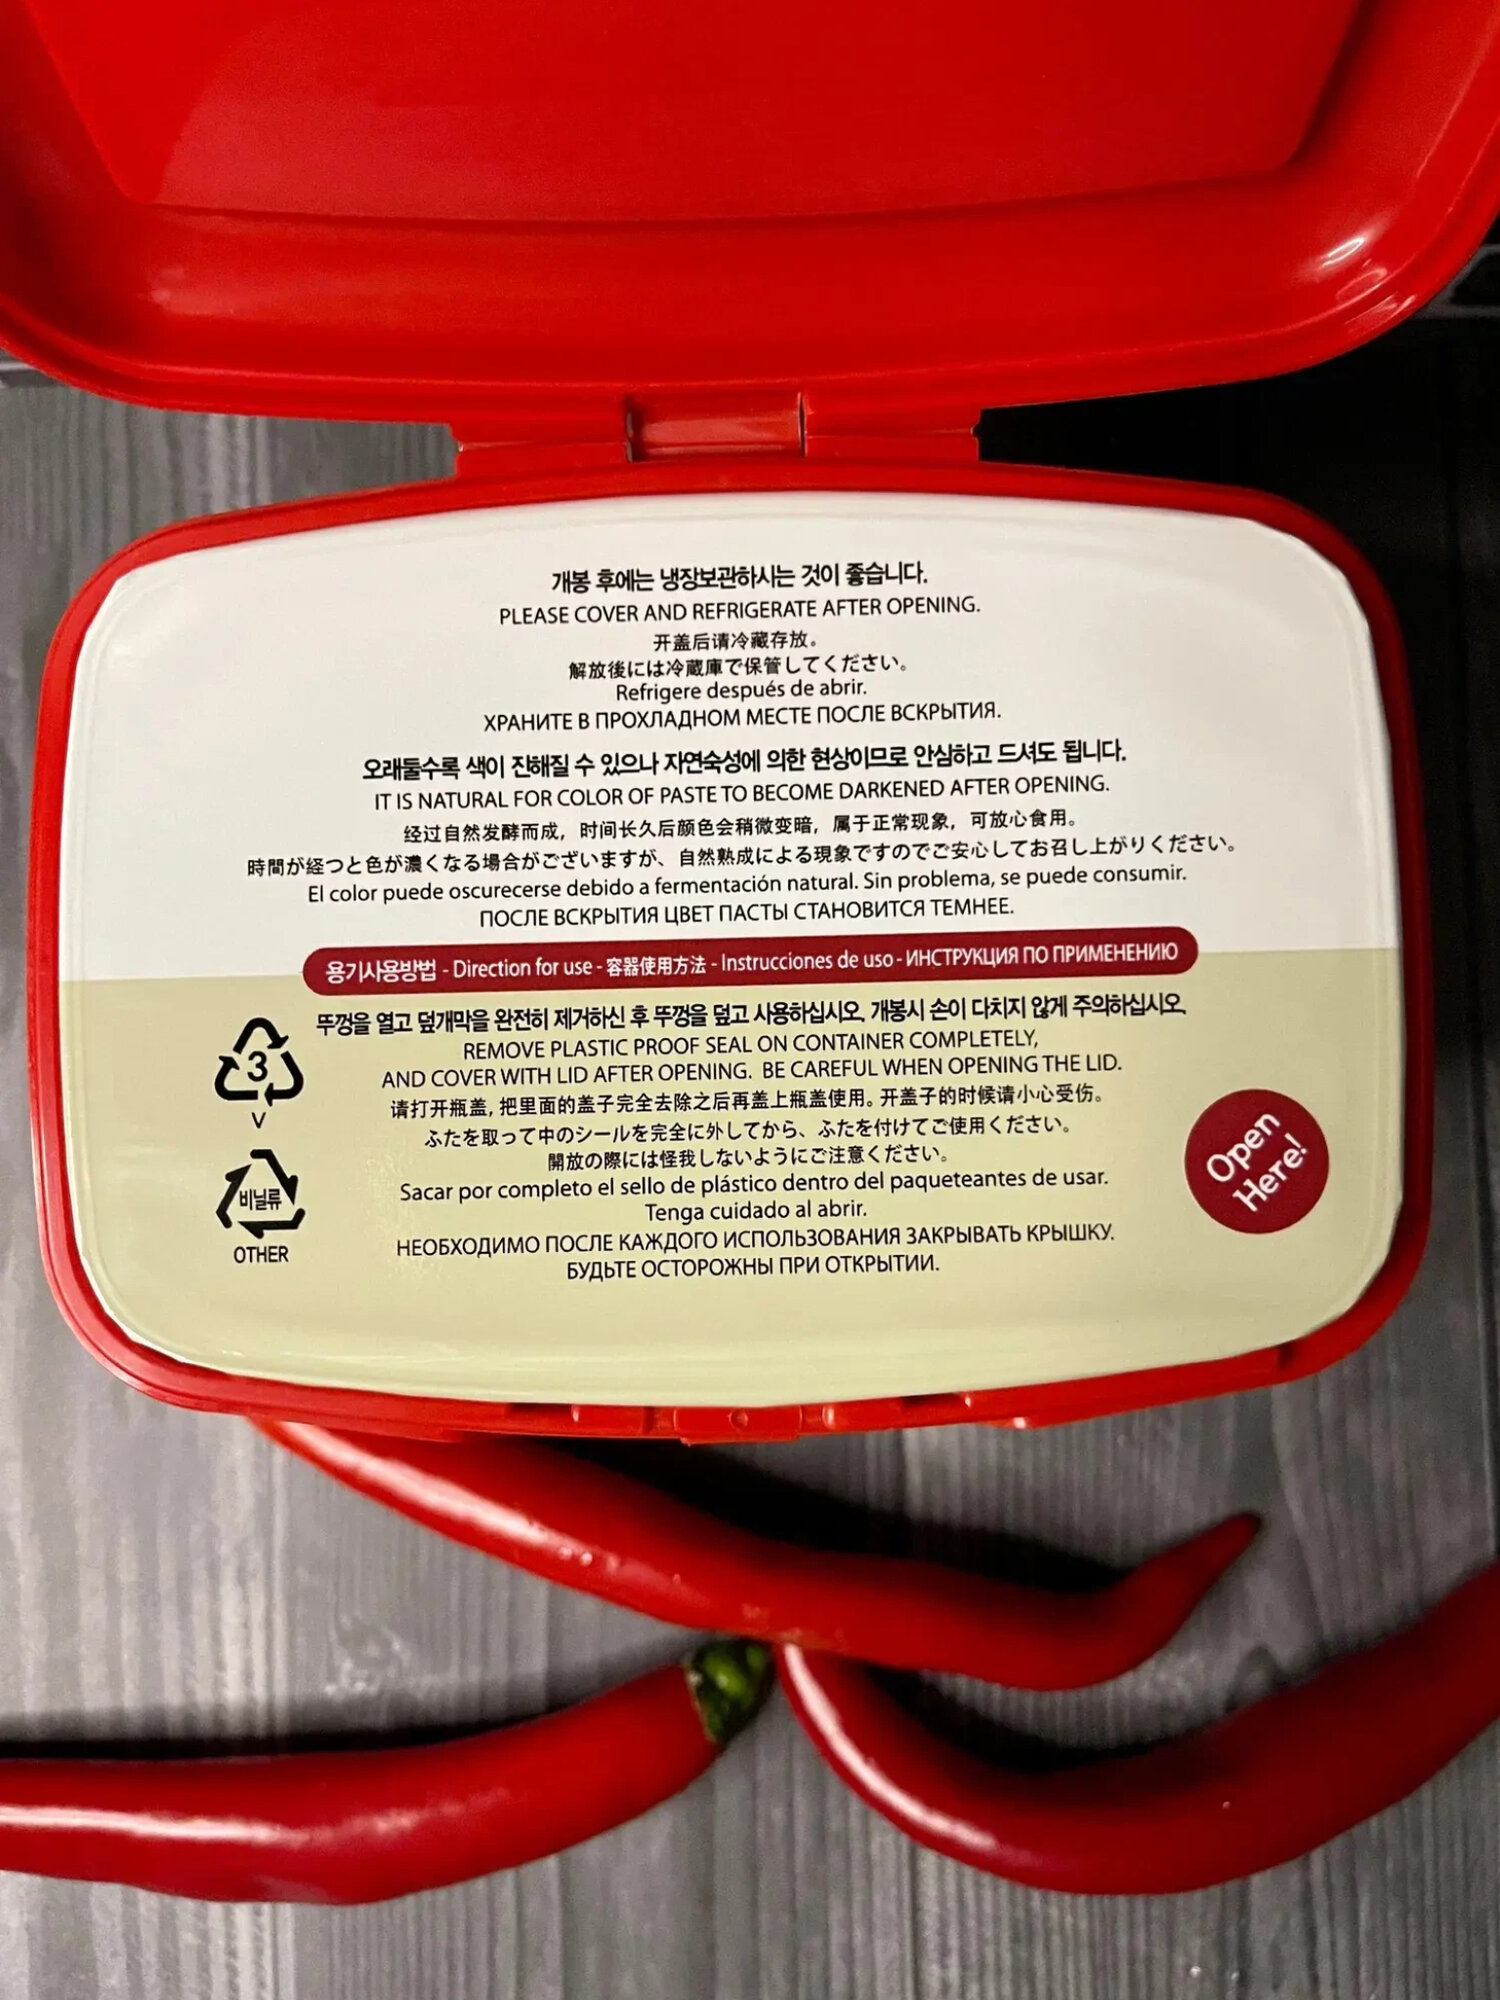 개봉 후에는 냉장보관하시는 것이 좋습니다.
PLEASE COVER AND REFRIGERATE AFTER OPENING.
开盖后请冷藏存放。
解放後には冷蔵庫で保管してください。
Refrigere después de abrir.
ХРАНИТЕ В ПРОХЛАДНОМ МЕСТЕ ПОСЛЕ ВСКРЫТИЯ.
오래둘수록 색이 진해질 수 있으나 자연숙성에 의한 현상이므로 안심하고 드셔도 됩니다.
IT IS NATURAL FOR COLOR OF PASTE TO BECOME DARKENED AFTER OPENING.
经过自然发酵而成，时间长久后颜色会稍微变暗，属于正常现象，可放心食用。
時間が経つと色が濃くなる場合がございますが、自然熟成による現象ですのでご安心してお召し上がりください。
El color puede oscurecerse debido a fermentación natural. Sin problema, se puede consumir.
ПОСЛЕ ВСКРЫТИЯ ЦВЕТ ПАСТЫ СТАНОВИТСЯ ТЕМНЕЕ.
용기사용방법 - Direction for use - 容器使用方法 - Instrucciones de uso - ИНСТРУКЦИЯ ПО ПРИМЕНЕНИЮ
뚜껑을 열고 덮개막을 완전히 제거하신 후 뚜껑을 덮고 사용하십시오. 개봉시 손이 다치지 않게 주의하십시오.
REMOVE PLASTIC PROOF SEAL ON CONTAINER COMPLETELY,
AND COVER WITH LID AFTER OPENING. BE CAREFUL WHEN OPENING THE LID.
请打开瓶盖, 把里面的盖子完全去除之后再盖上瓶盖使用。开盖子的时候请小心受伤。
ふたを取って中のシールを完全に外してから、ふたを付けてご使用ください。
開放の際には怪我しないようにご注意ください。
Sacar por completo el sello de plástico dentro del paqueteantes de usar.
Tenga cuidado al abrir.
НЕОБХОДИМО ПОСЛЕ КАЖДОГО ИСПОЛЬЗОВАНИЯ ЗАКРЫВАТЬ КРЫШКУ.
БУДЬТЕ ОСТОРОЖНЫ ПРИ ОТКРЫТИИ.
3
V
비닐류
OTHER
Open
Here!